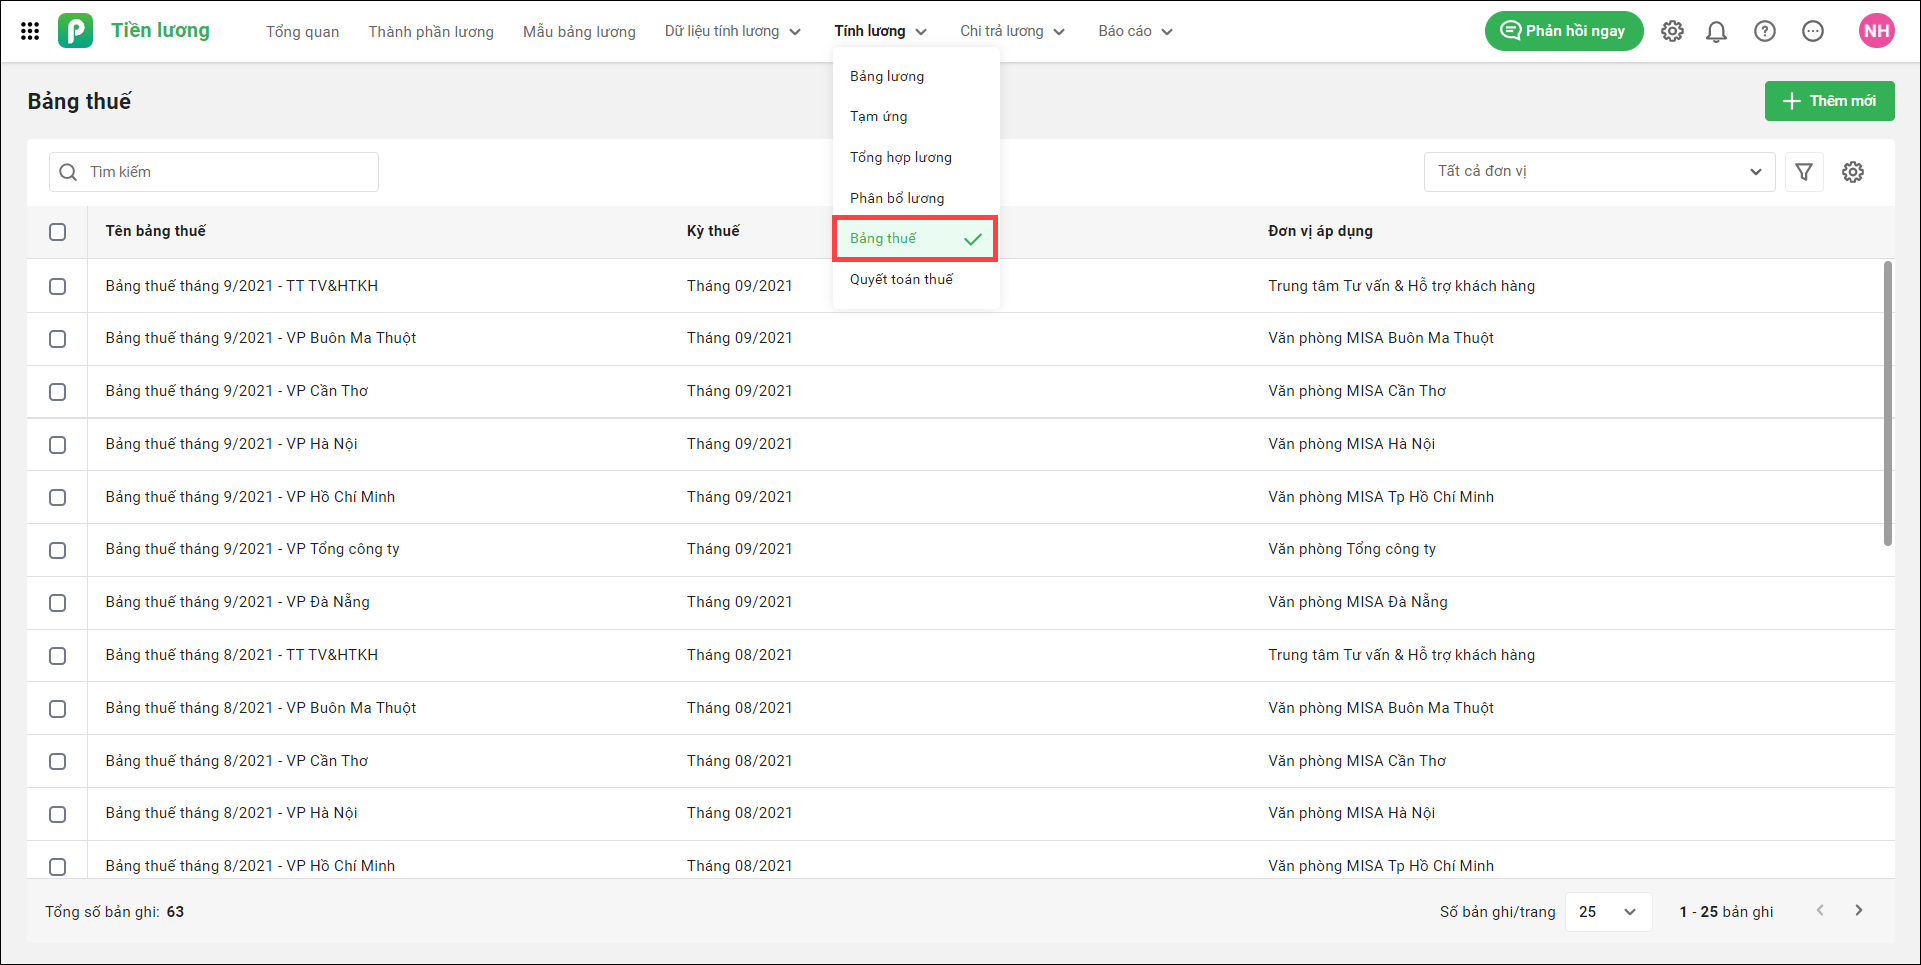 Tiền lương Tổng quan Thành phần lương Mẫu bảng lương Dữ liệu tính lương Tính lương Chi trả lương Báo cáo Phản hồi ngay NH
Bảng lương
Tạm ứng
Tổng hợp lương
Phân bổ lương
Bảng thuế
Quyết toán thuế
Bảng thuế Thêm mới
Tìm kiếm Tất cả đơn vị
Tên bảng thuế Kỳ thuế Đơn vị áp dụng
Bảng thuế tháng 9/2021 - TT TV&HTKH Tháng 09/2021 Trung tâm Tư vấn & Hỗ trợ khách hàng
Bảng thuế tháng 9/2021 - VP Buôn Ma Thuột Tháng 09/2021 Văn phòng MISA Buôn Ma Thuột
Bảng thuế tháng 9/2021 - VP Cần Thơ Tháng 09/2021 Văn phòng MISA Cần Thơ
Bảng thuế tháng 9/2021 - VP Hà Nội Tháng 09/2021 Văn phòng MISA Hà Nội
Bảng thuế tháng 9/2021 - VP Hồ Chí Minh Tháng 09/2021 Văn phòng MISA Tp Hồ Chí Minh
Bảng thuế tháng 9/2021 - VP Tổng công ty Tháng 09/2021 Văn phòng Tổng công ty
Bảng thuế tháng 9/2021 - VP Đà Nẵng Tháng 09/2021 Văn phòng MISA Đà Nẵng
Bảng thuế tháng 8/2021 - TT TV&HTKH Tháng 08/2021 Trung tâm Tư vấn & Hỗ trợ khách hàng
Bảng thuế tháng 8/2021 - VP Buôn Ma Thuột Tháng 08/2021 Văn phòng MISA Buôn Ma Thuột
Bảng thuế tháng 8/2021 - VP Cần Thơ Tháng 08/2021 Văn phòng MISA Cần Thơ
Bảng thuế tháng 8/2021 - VP Hà Nội Tháng 08/2021 Văn phòng MISA Hà Nội
Bảng thuế tháng 8/2021 - VP Hồ Chí Minh Tháng 08/2021 Văn phòng MISA Tp Hồ Chí Minh
Tổng số bản ghi: 63 Số bản ghi/trang 25 1 - 25 bản ghi